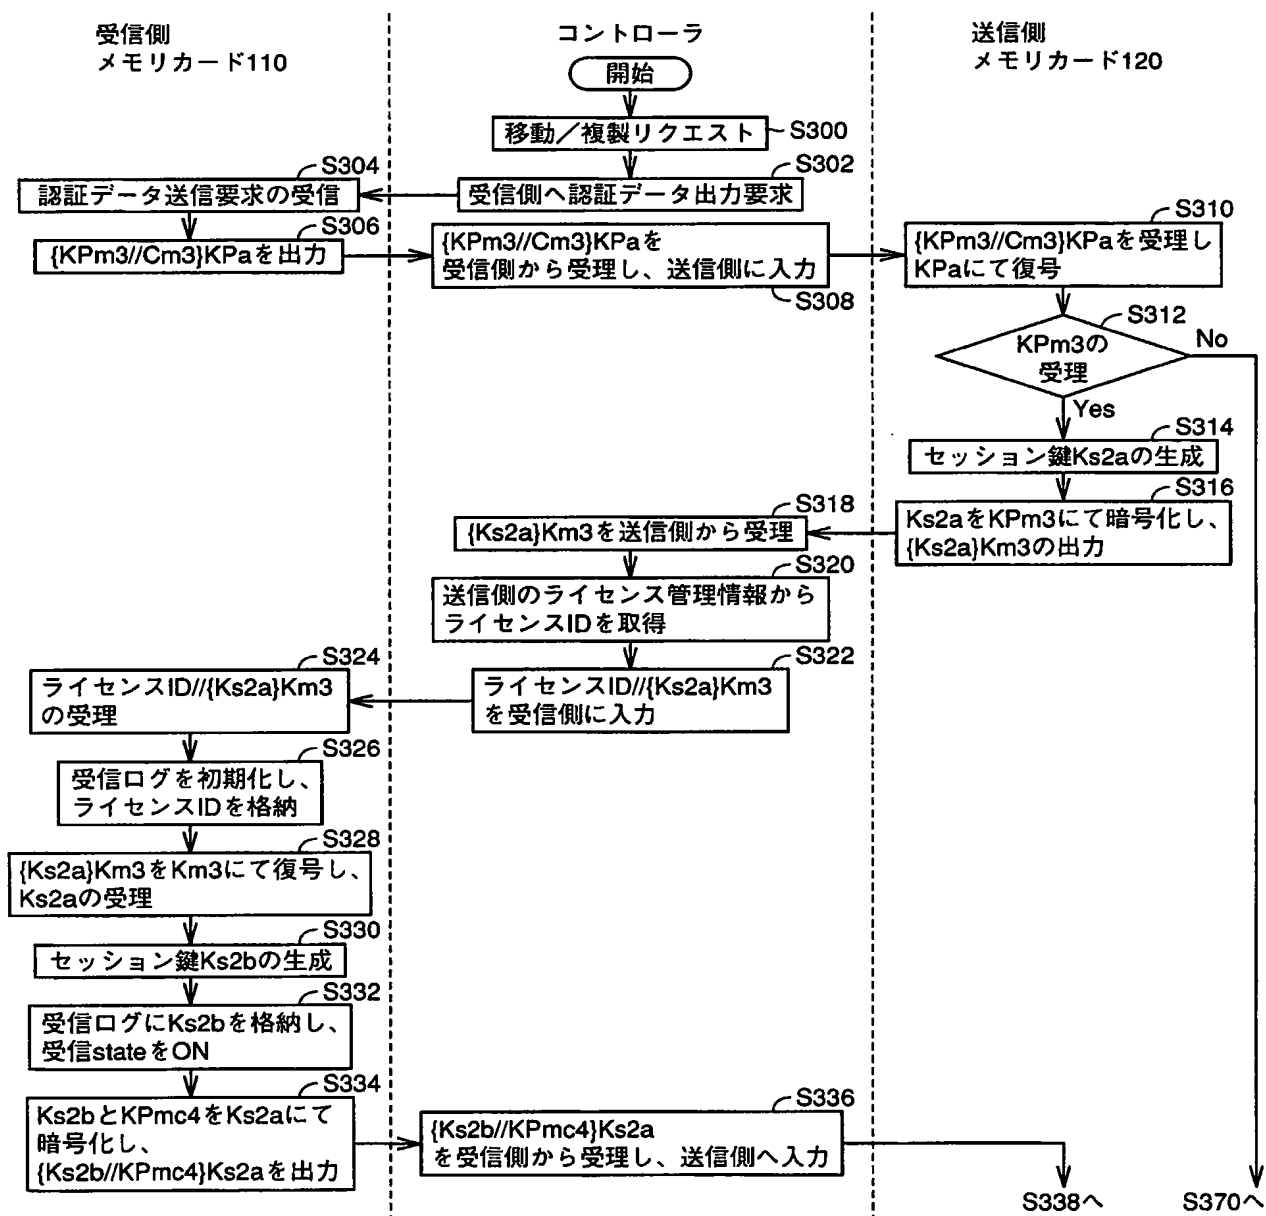 受信側
メモリカード110
コントローラ
送信側
メモリカード120
開始
移動／複製リクエスト
S300
S302
受信側へ認証データ出力要求
S304
認証データ送信要求の受信
S306
{KPm3//Cm3}KPaを出力
{KPm3//Cm3}KPaを
受信側から受理し、送信側に入力
S308
S310
{KPm3//Cm3}KPaを受理し
KPaにて復号
S312
KPm3の
受理
No
Yes
S314
セッション鍵Ks2aの生成
S316
Ks2aをKPm3にて暗号化し、
{Ks2a}Km3の出力
S318
{Ks2a}Km3を送信側から受理
S320
送信側のライセンス管理情報から
ライセンスIDを取得
S322
ライセンスID//{Ks2a}Km3
を受信側に入力
S324
ライセンスID//{Ks2a}Km3
の受理
S326
受信ログを初期化し、
ライセンスIDを格納
S328
{Ks2a}Km3をKm3にて復号し、
Ks2aの受理
S330
セッション鍵Ks2bの生成
S332
受信ログにKs2bを格納し、
受信stateをON
S334
Ks2bとKPmc4をKs2aにて
暗号化し、
{Ks2b//KPmc4}Ks2aを出力
S336
{Ks2b//KPmc4}Ks2a
を受信側から受理し、送信側へ入力
S338へ
S370へ